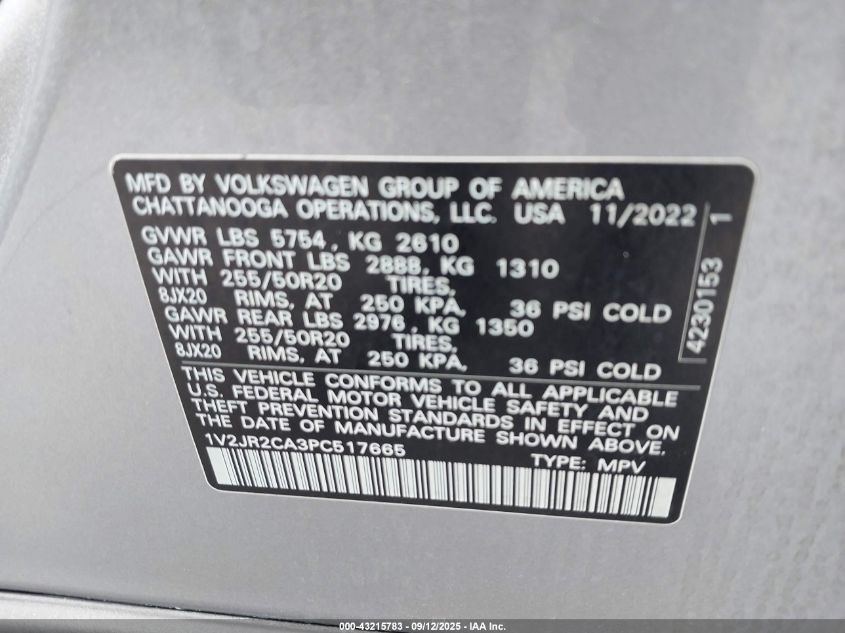 MFD BY VOLKSWAGEN GROUP OF AMERICA
CHATTANOOGA OPERATIONS, LLC. USA 11/2022
GVWR LBS 5754, KG 2610
GAWR FRONT LBS 2888, KG 1310
WITH 255/50R20 TIRES,
8JX20 RIMS, AT 250 KPA, 36 PSI COLD
GAWR REAR LBS 2976, KG 1350
WITH 255/50R20 TIRES,
8JX20 RIMS, AT 250 KPA, 36 PSI COLD
4230153 1
THIS VEHICLE CONFORMS TO ALL APPLICABLE
U.S. FEDERAL MOTOR VEHICLE SAFETY AND
THEFT PREVENTION STANDARDS IN EFFECT ON
THE DATE OF MANUFACTURE SHOWN ABOVE.
1V2JR2CA3PC517665 TYPE: MPV
000-43215783 - 09/12/2025 - IAA Inc.